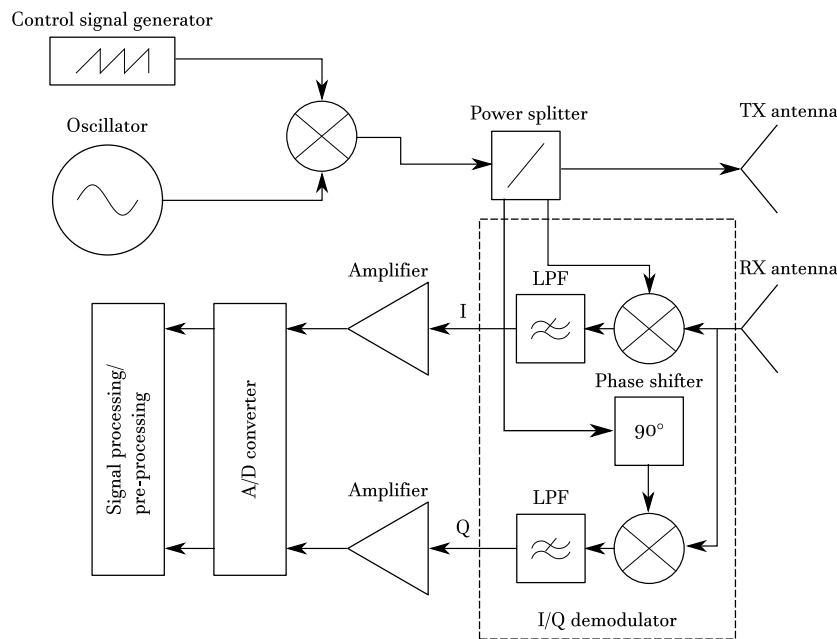 Control signal generator
Oscillator
Power splitter
TX antenna
RX antenna
Amplifier
LPF
I
Phase shifter
90°
Signal processing/
pre-processing
A/D converter
Amplifier
LPF
Q
I/Q demodulator